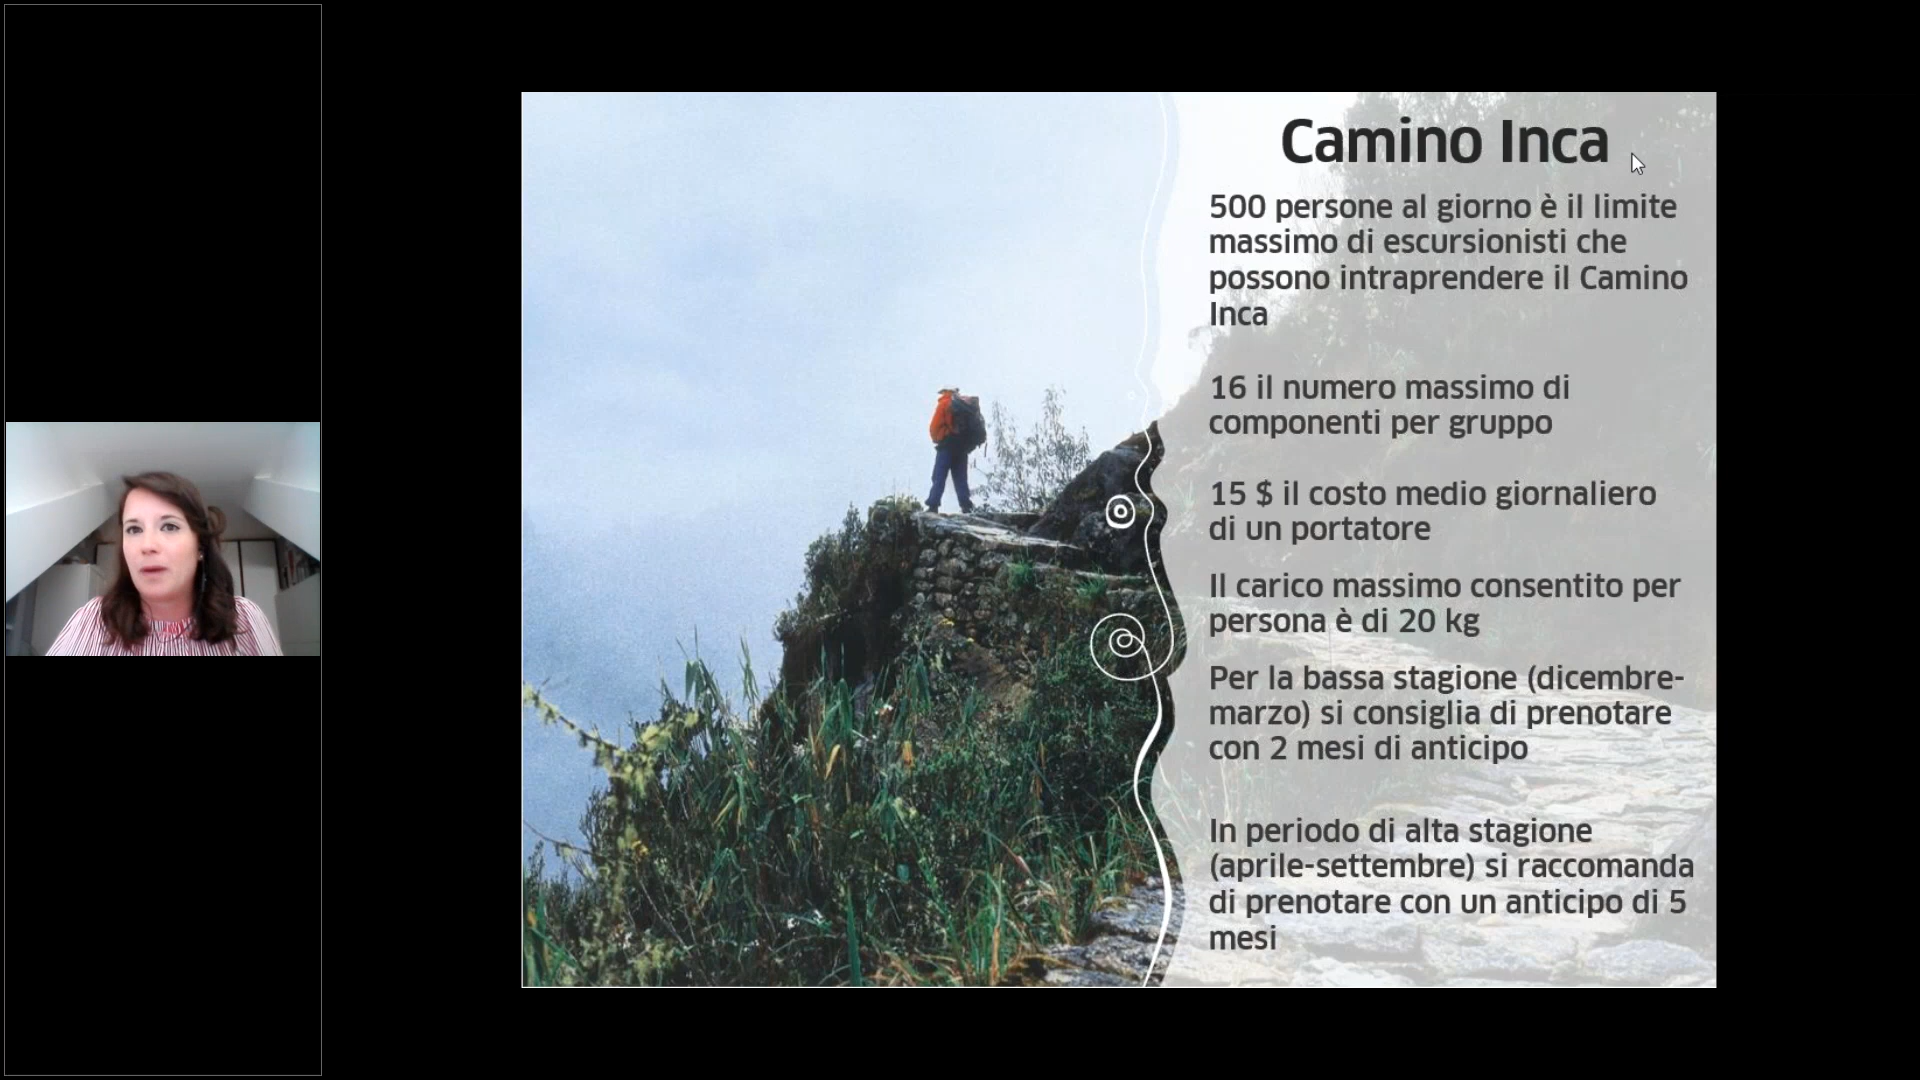 Camino Inca
500 persone al giorno è il limite
massimo di escursionisti che
possono intraprendere il Camino
Inca
16 il numero massimo di
componenti per gruppo
15 $ il costo medio giornaliero
di un portatore
Il carico massimo consentito per
persona è di 20 kg
Per la bassa stagione (dicembre-
marzo) si consiglia di prenotare
con 2 mesi di anticipo
In periodo di alta stagione
(aprile-settembre) si raccomanda
di prenotare con un anticipo di 5
mesi